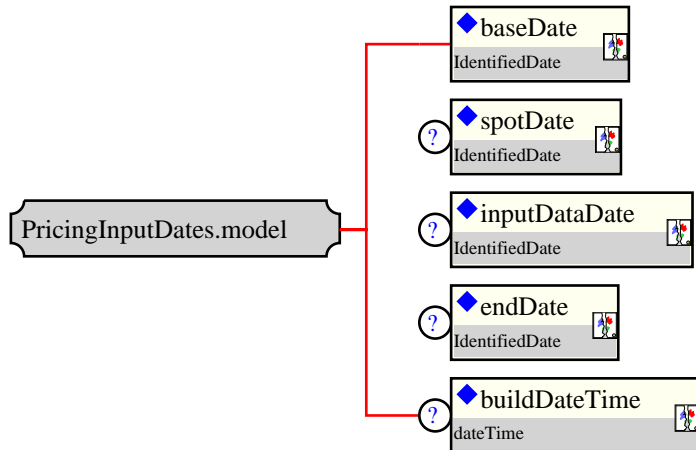 baseDate
IdentifiedDate
?
spotDate
IdentifiedDate
PricingInputDates.model
?
inputDataDate
IdentifiedDate
?
endDate
IdentifiedDate
?
buildDateTime
dateTime